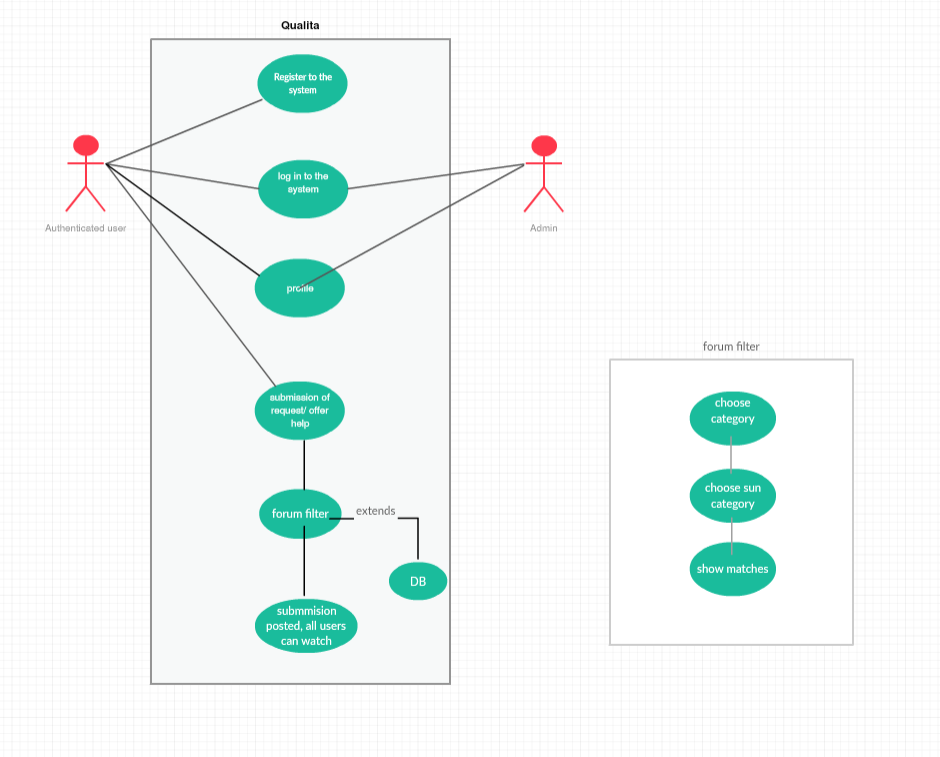 Qualita
Register to the
system
log in to the
system
Authenticated user
Admin
profile
submission of
request/ offer
help
forum filter
extends
DB
submmision
posted, all users
can watch
forum filter
choose
category
choose sun
category
show matches